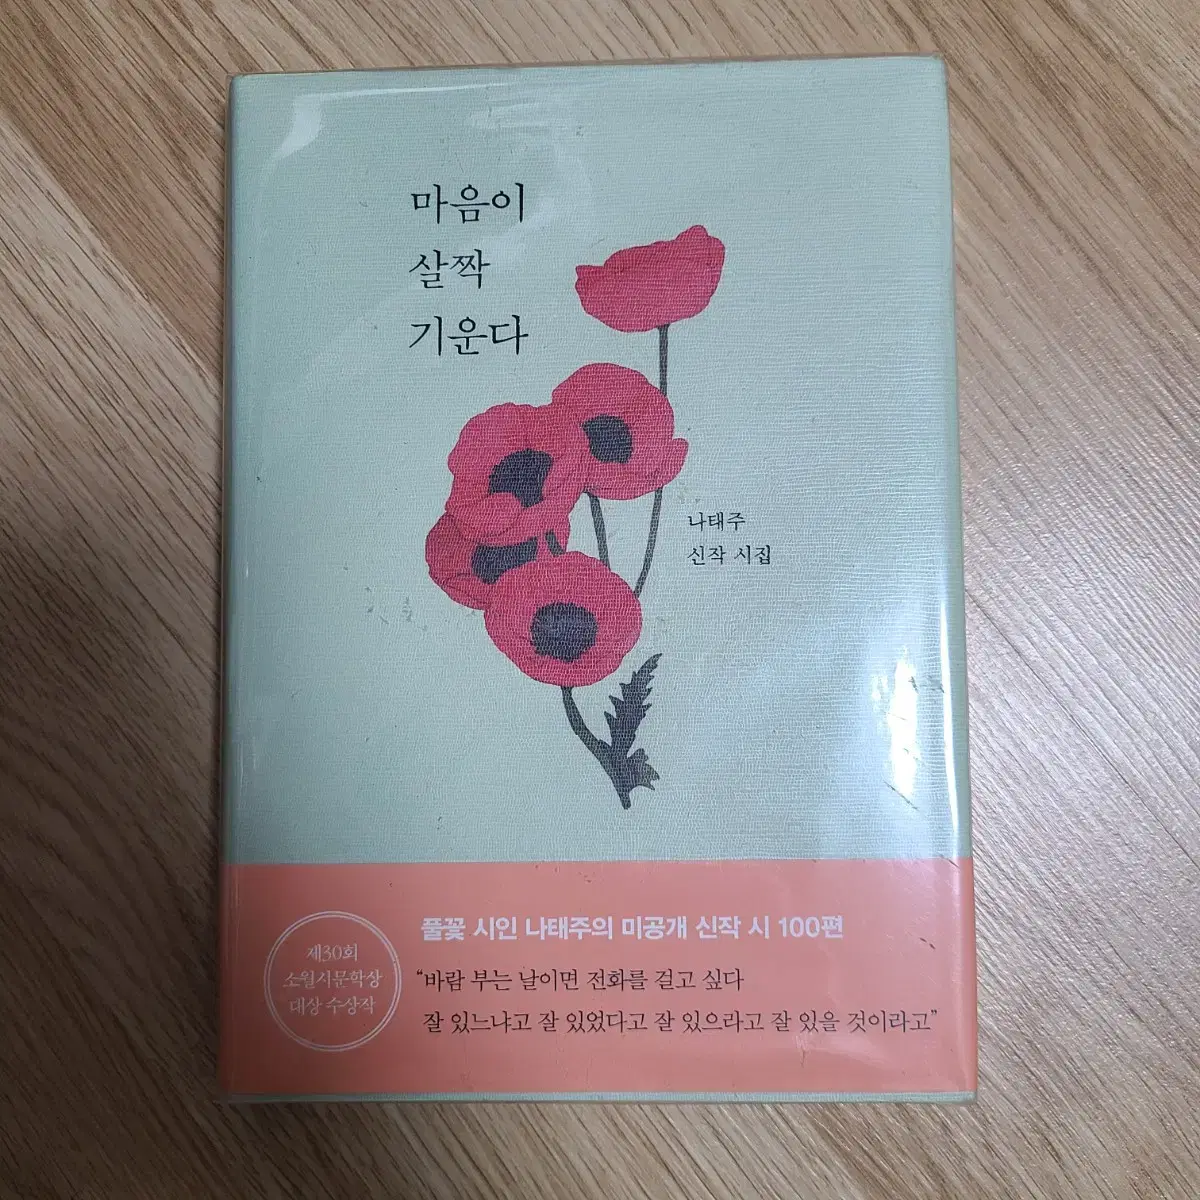 마음이
살짝
기운다
나태주
신작 시집
풀꽃 시인 나태주의 미공개 신작 시 100편
제30회
소월시문학상
대상 수상작
“바람 부는 날이면 전화를 걸고 싶다
잘 있느냐고 잘 있었다고 잘 있으라고 잘 있을 것이라고”